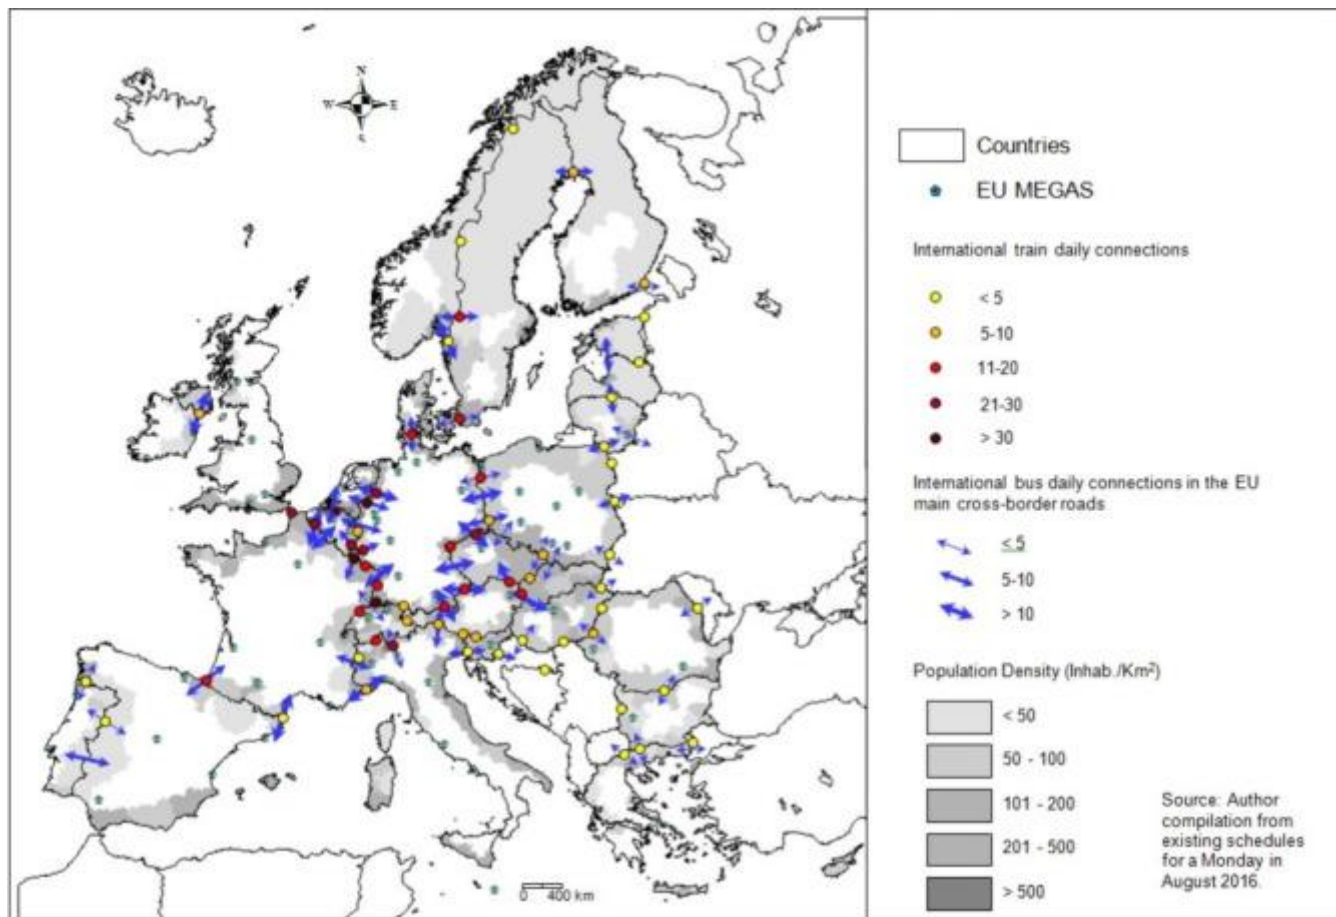 N
W E
S
0 400 km
Countries
EU MEGAS
International train daily connections
< 5
5-10
11-20
21-30
> 30
International bus daily connections in the EU
main cross-border roads
≤ 5
5-10
> 10
Population Density (Inhab./Km²)
< 50
50 - 100
101 - 200
201 - 500
> 500
Source: Author
compilation from
existing schedules
for a Monday in
August 2016.